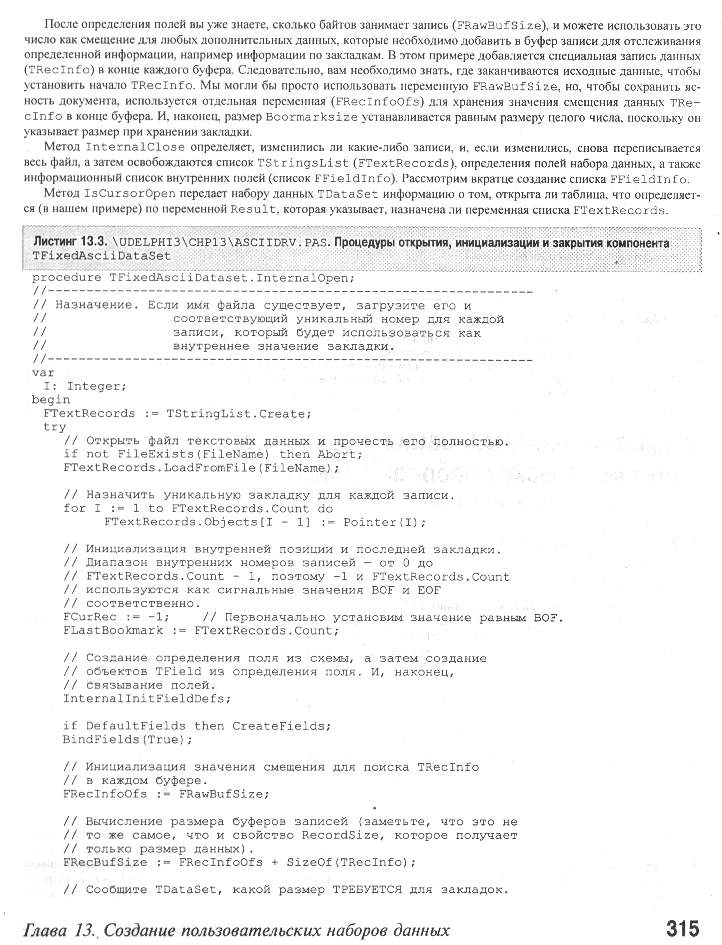 После определения полей вы уже знаете, сколько байтов занимает запись (FRawBufSize), и можете использовать это
число как смещение для любых дополнительных данных, которые необходимо добавить в буфер записи для отслеживания
определенной информации, например информации по закладкам. В этом примере добавляется специальная запись данных
(TRecInfo) в конце каждого буфера. Следовательно, вам необходимо знать, где заканчиваются исходные данные, чтобы
установить начало TRecInfo. Мы могли бы просто использовать переменную FRawBufSize, но, чтобы сохранить яс-
ность документа, используется отдельная переменная (FRecInfoOfs) для хранения значения смещения данных TRe-
cInfo в конце буфера. И, наконец, размер Boormarksize устанавливается равным размеру целого числа, поскольку он
указывает размер при хранении закладки.
Метод InternalClose определяет, изменились ли какие-либо записи, и, если изменились, снова переписывается
весь файл, а затем освобождаются список TStringsList (FTextRecords), определения полей набора данных, а также
информационный список внутренних полей (список FFieldInfo). Рассмотрим вкратце создание списка FFieldInfo.
Метод IsCursorOpen передает набору данных TDataSet информацию о том, открыта ли таблица, что определяет-
ся (в нашем примере) по переменной Result, которая указывает, назначена ли переменная списка FTextRecords.
Листинг 13.3. \UDELPHI3\CHP13\ASCIIDRV.PAS. Процедуры открытия, инициализации и закрытия компонента
TFixedAsciiDataSet
procedure TFixedAsciiDataset.InternalOpen;
//-----------------------------------------------------------
// Назначение. Если имя файла существует, загрузите его и
// соответствующий уникальный номер для каждой
// записи, который будет использоваться как
// внутреннее значение закладки.
//-----------------------------------------------------------
var
I: Integer;
begin
FTextRecords := TStringList.Create;
try
// Открыть файл текстовых данных и прочесть его полностью.
if not FileExists(FileName) then Abort;
FTextRecords.LoadFromFile(FileName);
// Назначить уникальную закладку для каждой записи.
for I := 1 to FTextRecords.Count do
FTextRecords.Objects[I - 1] := Pointer(I);
// Инициализация внутренней позиции и последней закладки.
// Диапазон внутренних номеров записей — от 0 до
// FTextRecords.Count - 1, поэтому -1 и FTextRecords.Count
// используются как сигнальные значения BOF и EOF
// соответственно.
FCurRec := -1; // Первоначально установим значение равным BOF.
FLastBookmark := FTextRecords.Count;
// Создание определения поля из схемы, а затем создание
// объектов TField из определения поля. И, наконец,
// связывание полей.
InternalInitFieldDefs;
if DefaultFields then CreateFields;
BindFields(True);
// Инициализация значения смещения для поиска TRecInfo
// в каждом буфере.
FRecInfoOfs := FRawBufSize;
// Вычисление размера буферов записей (заметьте, что это не
// то же самое, что и свойство RecordSize, которое получает
// только размер данных).
FRecBufSize := FRecInfoOfs + SizeOf(TRecInfo);
// Сообщите TDataSet, какой размер ТРЕБУЕТСЯ для закладок.
Глава 13. Создание пользовательских наборов данных 315